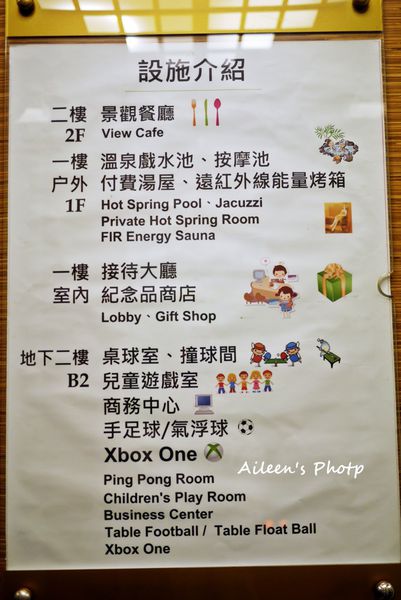 設施介紹
二樓 景觀餐廳
2F View Cafe
一樓 溫泉戲水池、按摩池
户外 付費湯屋、遠紅外線能量烤箱
1F Hot Spring Pool、Jacuzzi
Private Hot Spring Room
FIR Energy Sauna
一樓 接待大廳
室內 紀念品商店
Lobby、Gift Shop
地下二樓 桌球室、撞球間
B2 兒童遊戲室
商務中心
手足球/氣浮球
Xbox One
Aileen's Photp
Ping Pong Room
Children's Play Room
Business Center
Table Football / Table Float Ball
Xbox One